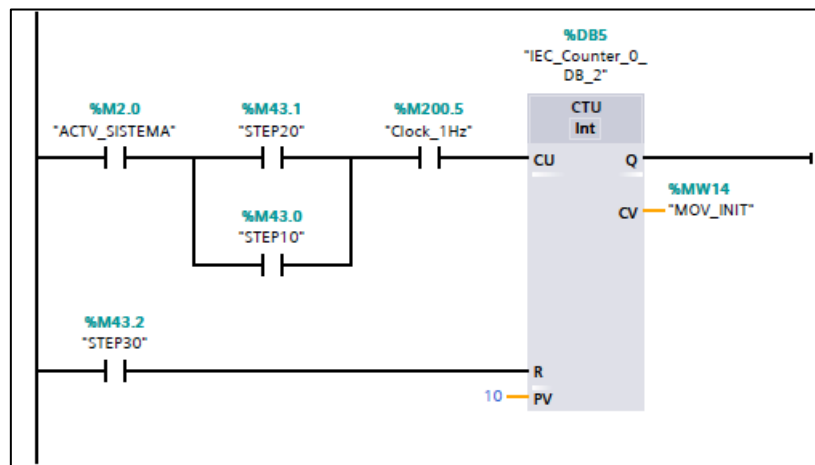 %DB5
"IEC_Counter_0_
DB_2"
%M2.0
"ACTV_SISTEMA"
%M43.1
"STEP20"
%M200.5
"Clock_1Hz"
CTU
Int
CU
Q
%MW14
CV
"MOV_INIT"
%M43.0
"STEP10"
%M43.2
"STEP30"
R
10
PV